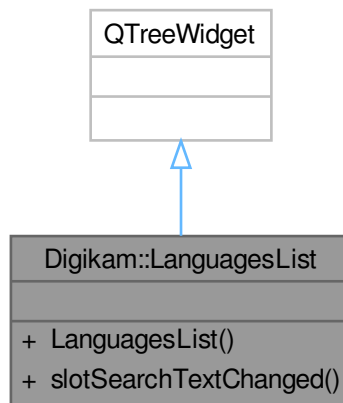 QTreeWidget
Digikam::LanguagesList
+ LanguagesList()
+ slotSearchTextChanged()